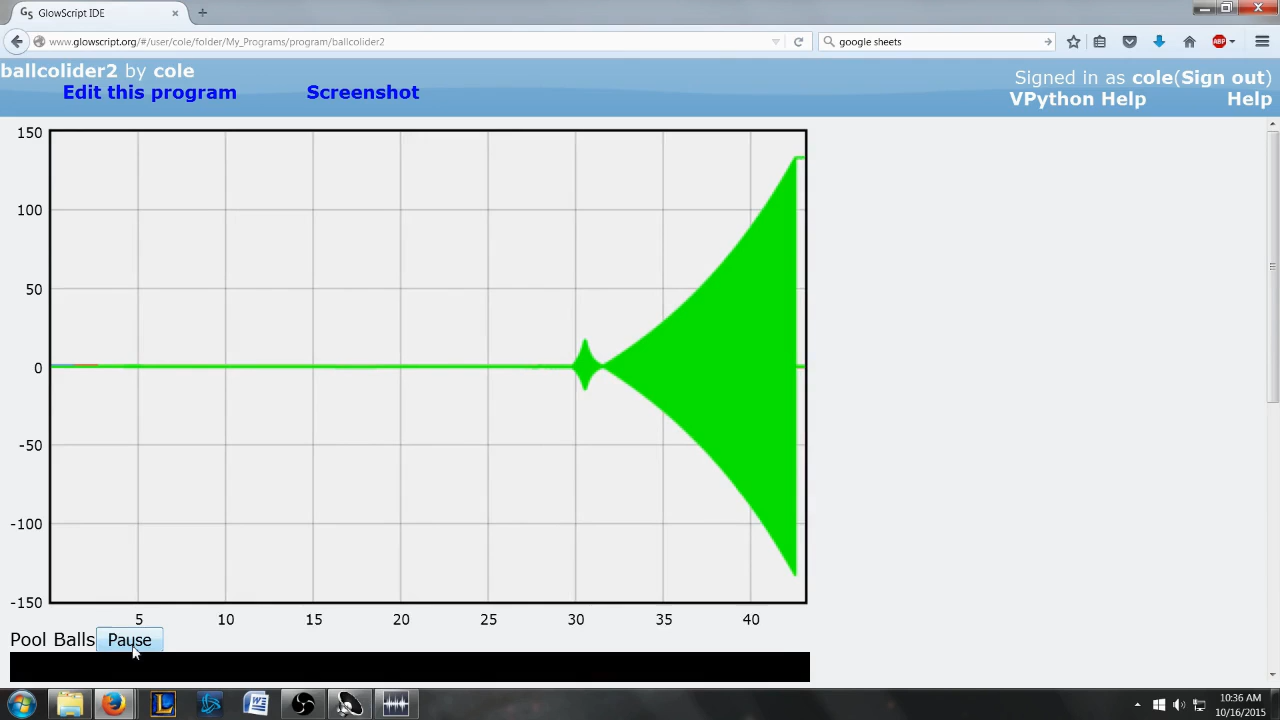 GlowScript IDE
www.glowscript.org/#/user/cole/folder/My_Programs/program/ballcolider2
google sheets
ABP
ballcolider2 by cole
Signed in as cole(Sign out)
Edit this program
Screenshot
VPython Help
Help
150
100
50
0
-50
-100
-150
5
10
15
20
25
30
35
40
Pool Balls
Pause
10:36 AM
10/16/2015